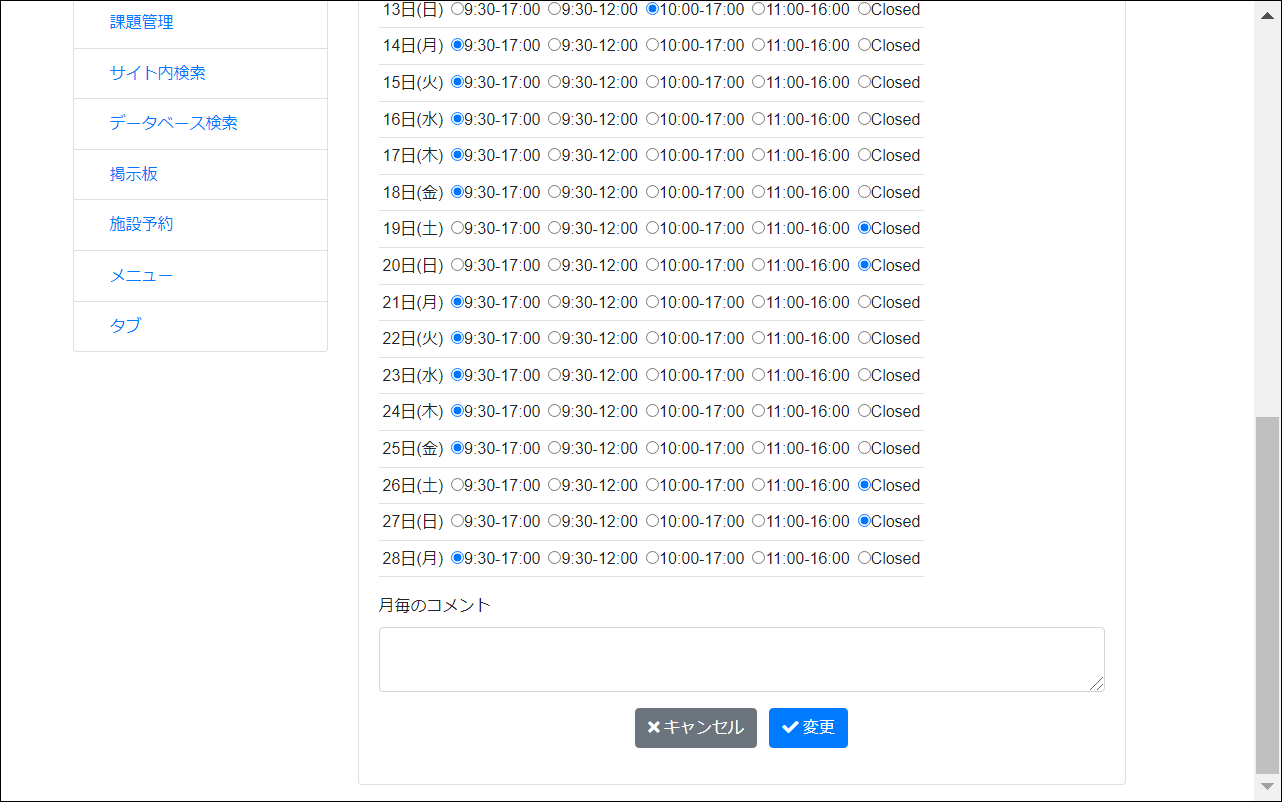 課題管理
サイト内検索
データベース検索
掲示板
施設予約
メニュー
タブ
13日(日) 9:30-17:00 9:30-12:00 10:00-17:00 11:00-16:00 Closed
14日(月) 9:30-17:00 9:30-12:00 10:00-17:00 11:00-16:00 Closed
15日(火) 9:30-17:00 9:30-12:00 10:00-17:00 11:00-16:00 Closed
16日(水) 9:30-17:00 9:30-12:00 10:00-17:00 11:00-16:00 Closed
17日(木) 9:30-17:00 9:30-12:00 10:00-17:00 11:00-16:00 Closed
18日(金) 9:30-17:00 9:30-12:00 10:00-17:00 11:00-16:00 Closed
19日(土) 9:30-17:00 9:30-12:00 10:00-17:00 11:00-16:00 Closed
20日(日) 9:30-17:00 9:30-12:00 10:00-17:00 11:00-16:00 Closed
21日(月) 9:30-17:00 9:30-12:00 10:00-17:00 11:00-16:00 Closed
22日(火) 9:30-17:00 9:30-12:00 10:00-17:00 11:00-16:00 Closed
23日(水) 9:30-17:00 9:30-12:00 10:00-17:00 11:00-16:00 Closed
24日(木) 9:30-17:00 9:30-12:00 10:00-17:00 11:00-16:00 Closed
25日(金) 9:30-17:00 9:30-12:00 10:00-17:00 11:00-16:00 Closed
26日(土) 9:30-17:00 9:30-12:00 10:00-17:00 11:00-16:00 Closed
27日(日) 9:30-17:00 9:30-12:00 10:00-17:00 11:00-16:00 Closed
28日(月) 9:30-17:00 9:30-12:00 10:00-17:00 11:00-16:00 Closed
月毎のコメント
キャンセル 変更